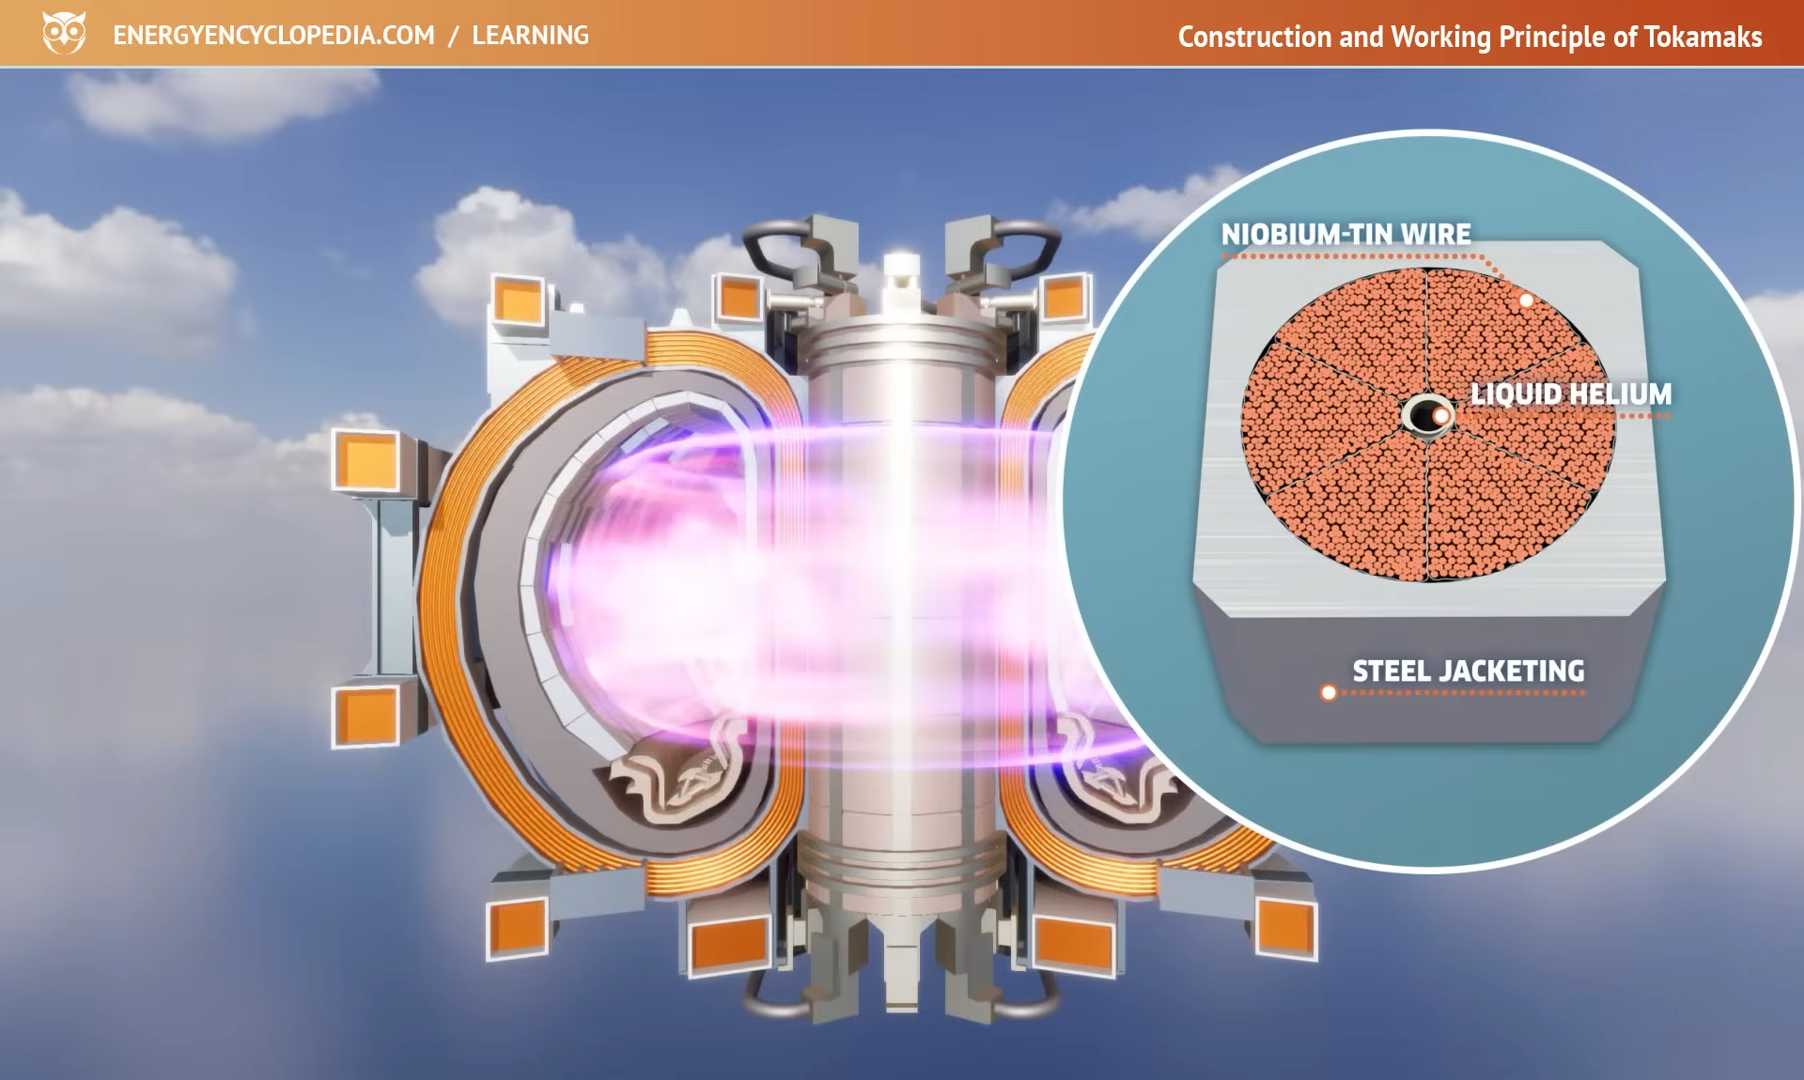 ENERGYENCYCLOPEDIA.COM / LEARNING
Construction and Working Principle of Tokamaks
NIOBIUM-TIN WIRE
LIQUID HELIUM
STEEL JACKETING